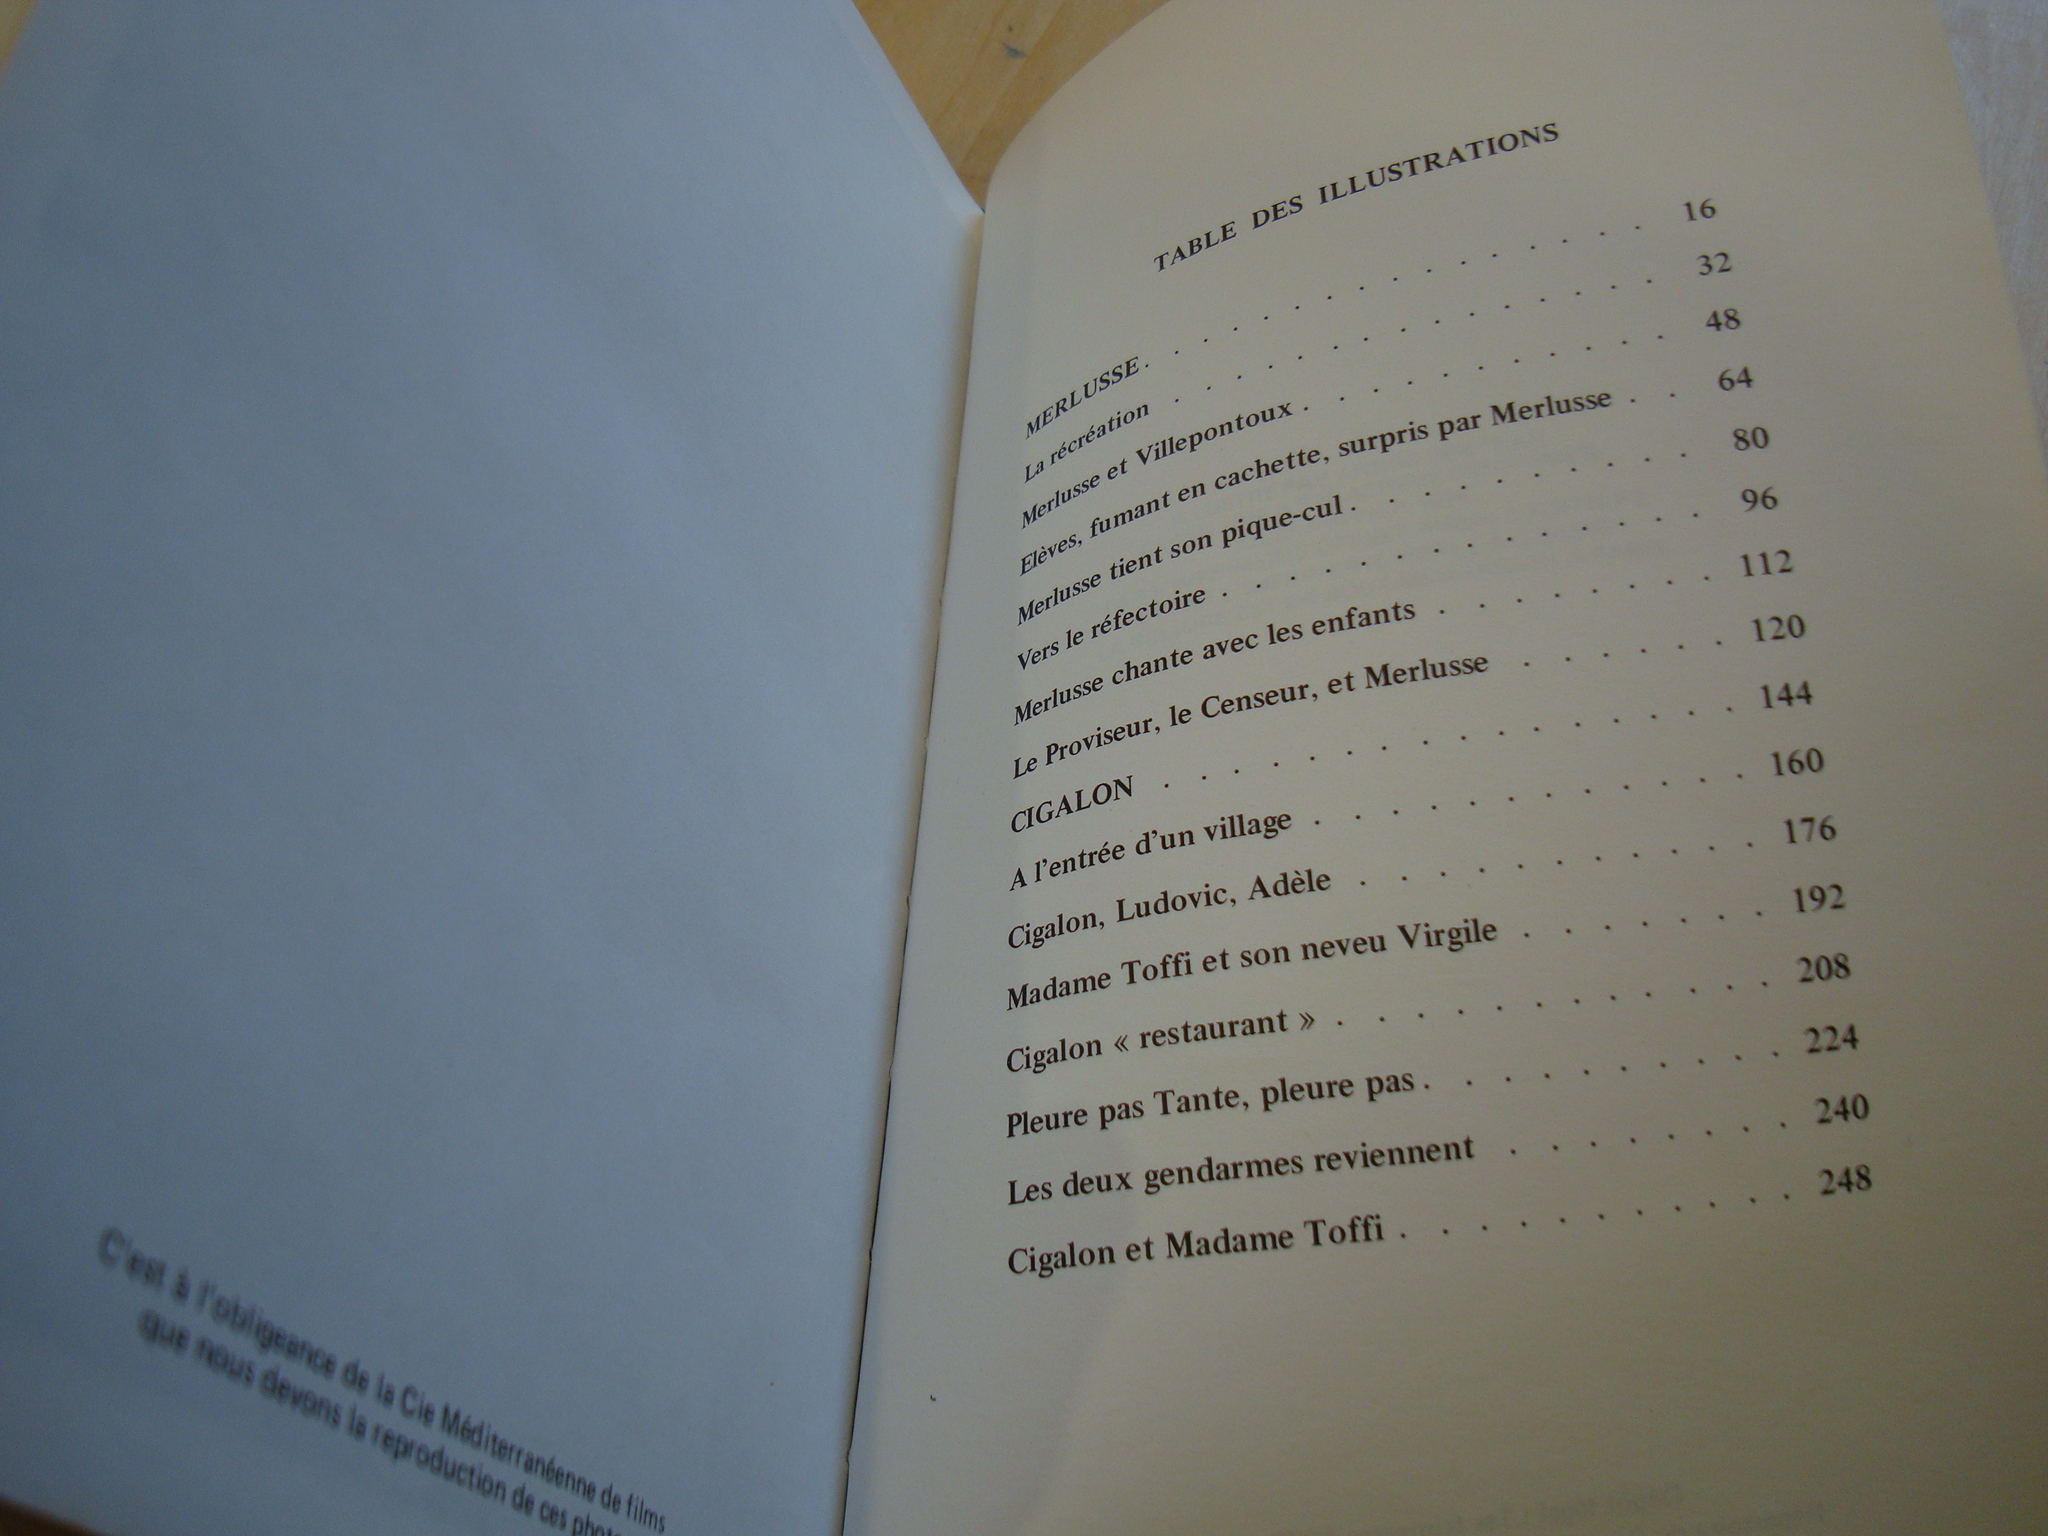 C'est à l'obligeance de la Cie Méditerranéenne de films
que nous devons la reproduction de ces
TABLE DES ILLUSTRATIONS
MERLUSSE . . . . . . . . . . . . . . . 16
La récréation . . . . . . . . . . . . . . . 32
Merlusse et Villepontoux . . . . . . . . . . . 48
Elèves, fumant en cachette, surpris par Merlusse . . 64
Merlusse tient son pique-cul . . . . . . . . . 80
Vers le réfectoire . . . . . . . . . . . . . 96
Merlusse chante avec les enfants . . . . . . . . 112
Le Proviseur, le Censeur, et Merlusse . . . . . . 120
CIGALON . . . . . . . . . . . . . . . . 144
A l'entrée d'un village . . . . . . . . . . . . 160
Cigalon, Ludovic, Adèle . . . . . . . . . . . 176
Madame Toffi et son neveu Virgile . . . . . . . 192
Cigalon « restaurant » . . . . . . . . . . . . 208
Pleure pas Tante, pleure pas . . . . . . . . . . 224
Les deux gendarmes reviennent . . . . . . . . 240
Cigalon et Madame Toffi . . . . . . . . . . 248